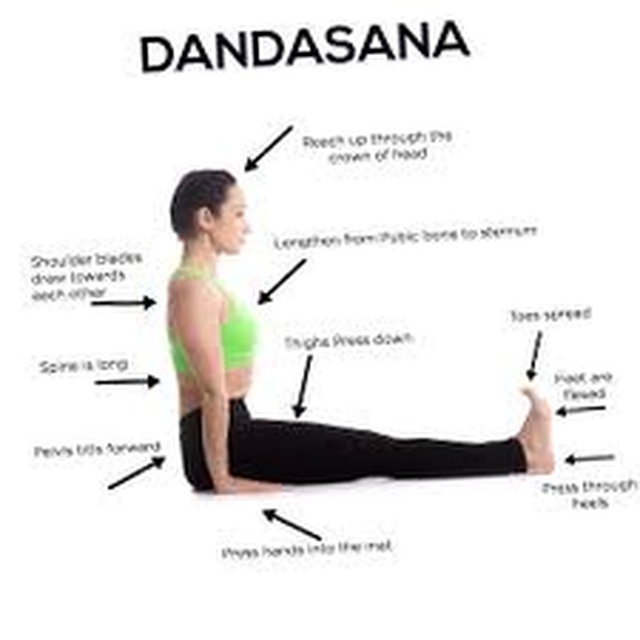 DANDASANA
Reach up through the
crown of head
Lengthen from Pubic bone to sternum
Shoulder blades
draw towards
each other
Thighs Press down
Toes spread
Spine is long
Feet are
flexed
Pelvis tilts forward
Press through
heels
Press hands into the mat